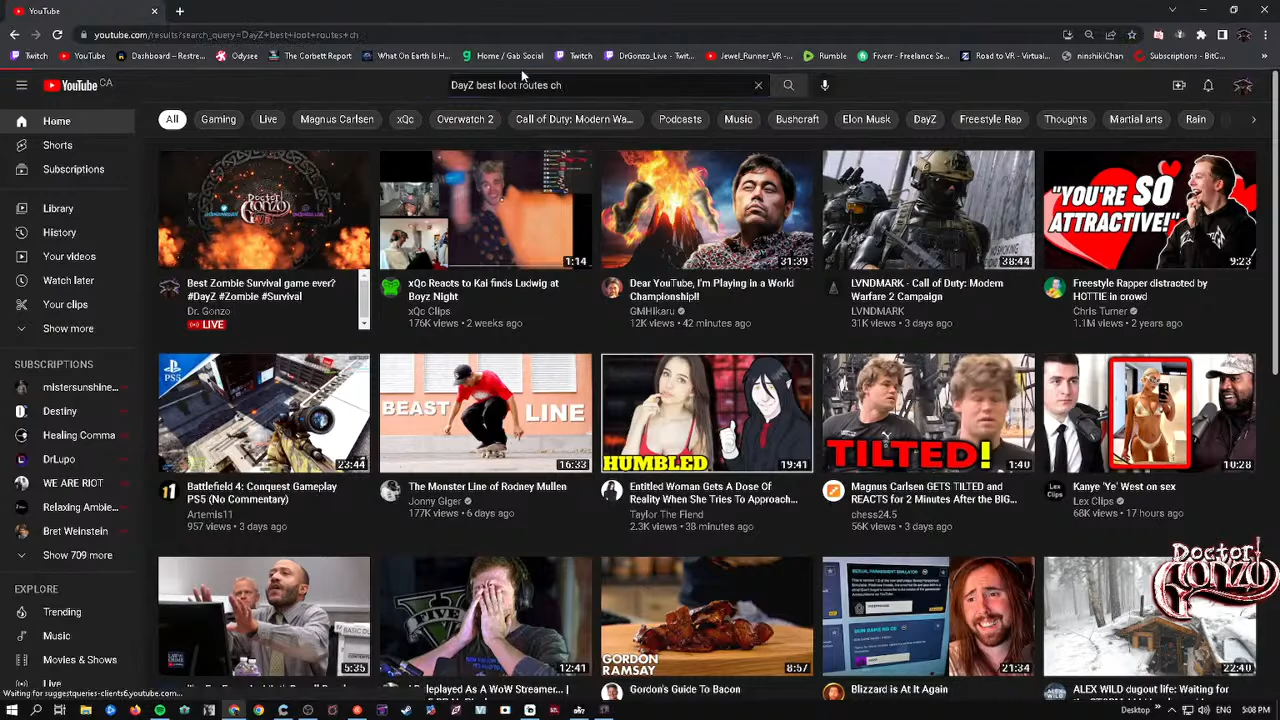 YouTube
youtube.com/results?search_query=DayZ+best+loot+routes+ch
Twitch
YouTube
Odysee
Dashboard – Restre...
The Corbett Report
What On Earth Is H...
Home / Gab Social
Twitch
DrGonzo_Live - Twit...
Jewel_Runner_VR -...
Rumble
Fiverr - Freelance Se...
Road to VR - Virtual...
ninshikiChan
Subscriptions - BitC...
YouTube CA
DayZ best loot routes ch
All
Gaming
Live
Magnus Carlsen
xQc
Overwatch 2
Call of Duty: Modern Wa...
Podcasts
Music
Bushcraft
Elon Musk
DayZ
Freestyle Rap
Thoughts
Martial arts
Rain
Home
Shorts
Subscriptions
Library
History
Your videos
Watch later
Your clips
Show more
SUBSCRIPTIONS
mistersunshine...
Destiny
Healing Comma
DrLupo
WE ARE RIOT
Relaxing Ambie...
Bret Weinstein
Show 709 more
EXPLORE
Trending
Music
Movies & Shows
Live
Doctor Gonzo
Best Zombie Survival game ever?
#DayZ #Zombie #Survival
Dr. Gonzo
LIVE
1:14
xQc Reacts to Kai finds Ludwig at
Boyz Night
xQc Clips
176K views • 2 weeks ago
31:39
Dear YouTube, I'm Playing in a World
Championship!!
GMHikaru
12K views • 42 minutes ago
38:44
LVNDMARK - Call of Duty: Modern
Warfare 2 Campaign
LVNDMARK
31K views • 3 days ago
"YOU'RE SO
ATTRACTIVE!"
9:23
Freestyle Rapper distracted by
HOTTIE in crowd
Chris Turner
1.1M views • 2 years ago
PS5
23:44
Battlefield 4: Conquest Gameplay
PS5 (No Commentary)
Artemis11
957 views • 3 days ago
BEAST LINE
16:33
The Monster Line of Rodney Mullen
Jonny Giger
177K views • 6 days ago
HUMBLED
19:41
Entitled Woman Gets A Dose Of
Reality When She Tries To Approach...
Taylor The Fiend
2.3K views • 38 minutes ago
TILTED!
1:40
Magnus Carlsen GETS TILTED and
REACTS for 2 Minutes After the BIG...
chess24.5
56K views • 3 days ago
10:28
Kanye 'Ye' West on sex
Lex Clips
68K views • 17 hours ago
5:35
12:41
GORDON
RAMSAY
8:57
Gordon's Guide To Bacon
21:34
Blizzard is At It Again
22:40
ALEX WILD dugout life: Waiting for
Doctor Gonzo
Waiting for suggestqueries-clients6.youtube.com...
Desktop
ENG
5:08 PM